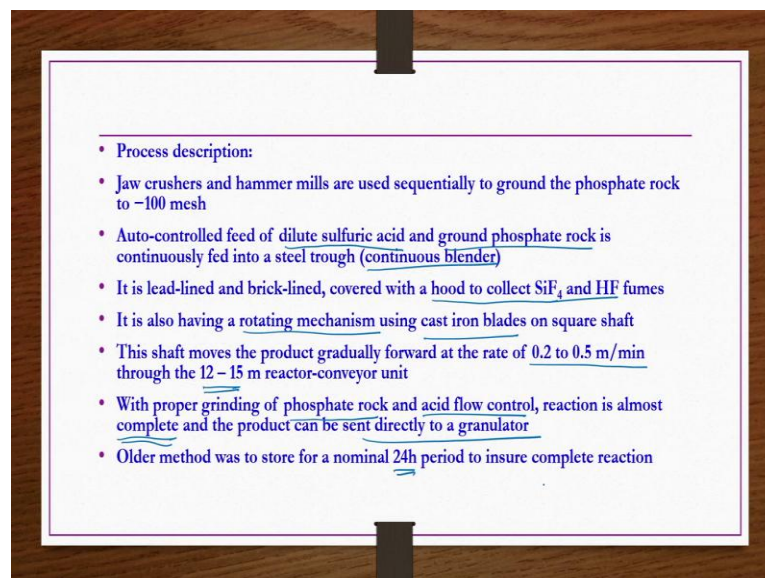 • Process description:
• Jaw crushers and hammer mills are used sequentially to ground the phosphate rock
to −100 mesh
• Auto-controlled feed of dilute sulfuric acid and ground phosphate rock is
continuously fed into a steel trough (continuous blender)
• It is lead-lined and brick-lined, covered with a hood to collect SiF₄ and HF fumes
• It is also having a rotating mechanism using cast iron blades on square shaft
• This shaft moves the product gradually forward at the rate of 0.2 to 0.5 m/min
through the 12 – 15 m reactor-conveyor unit
• With proper grinding of phosphate rock and acid flow control, reaction is almost
complete and the product can be sent directly to a granulator
• Older method was to store for a nominal 24h period to insure complete reaction